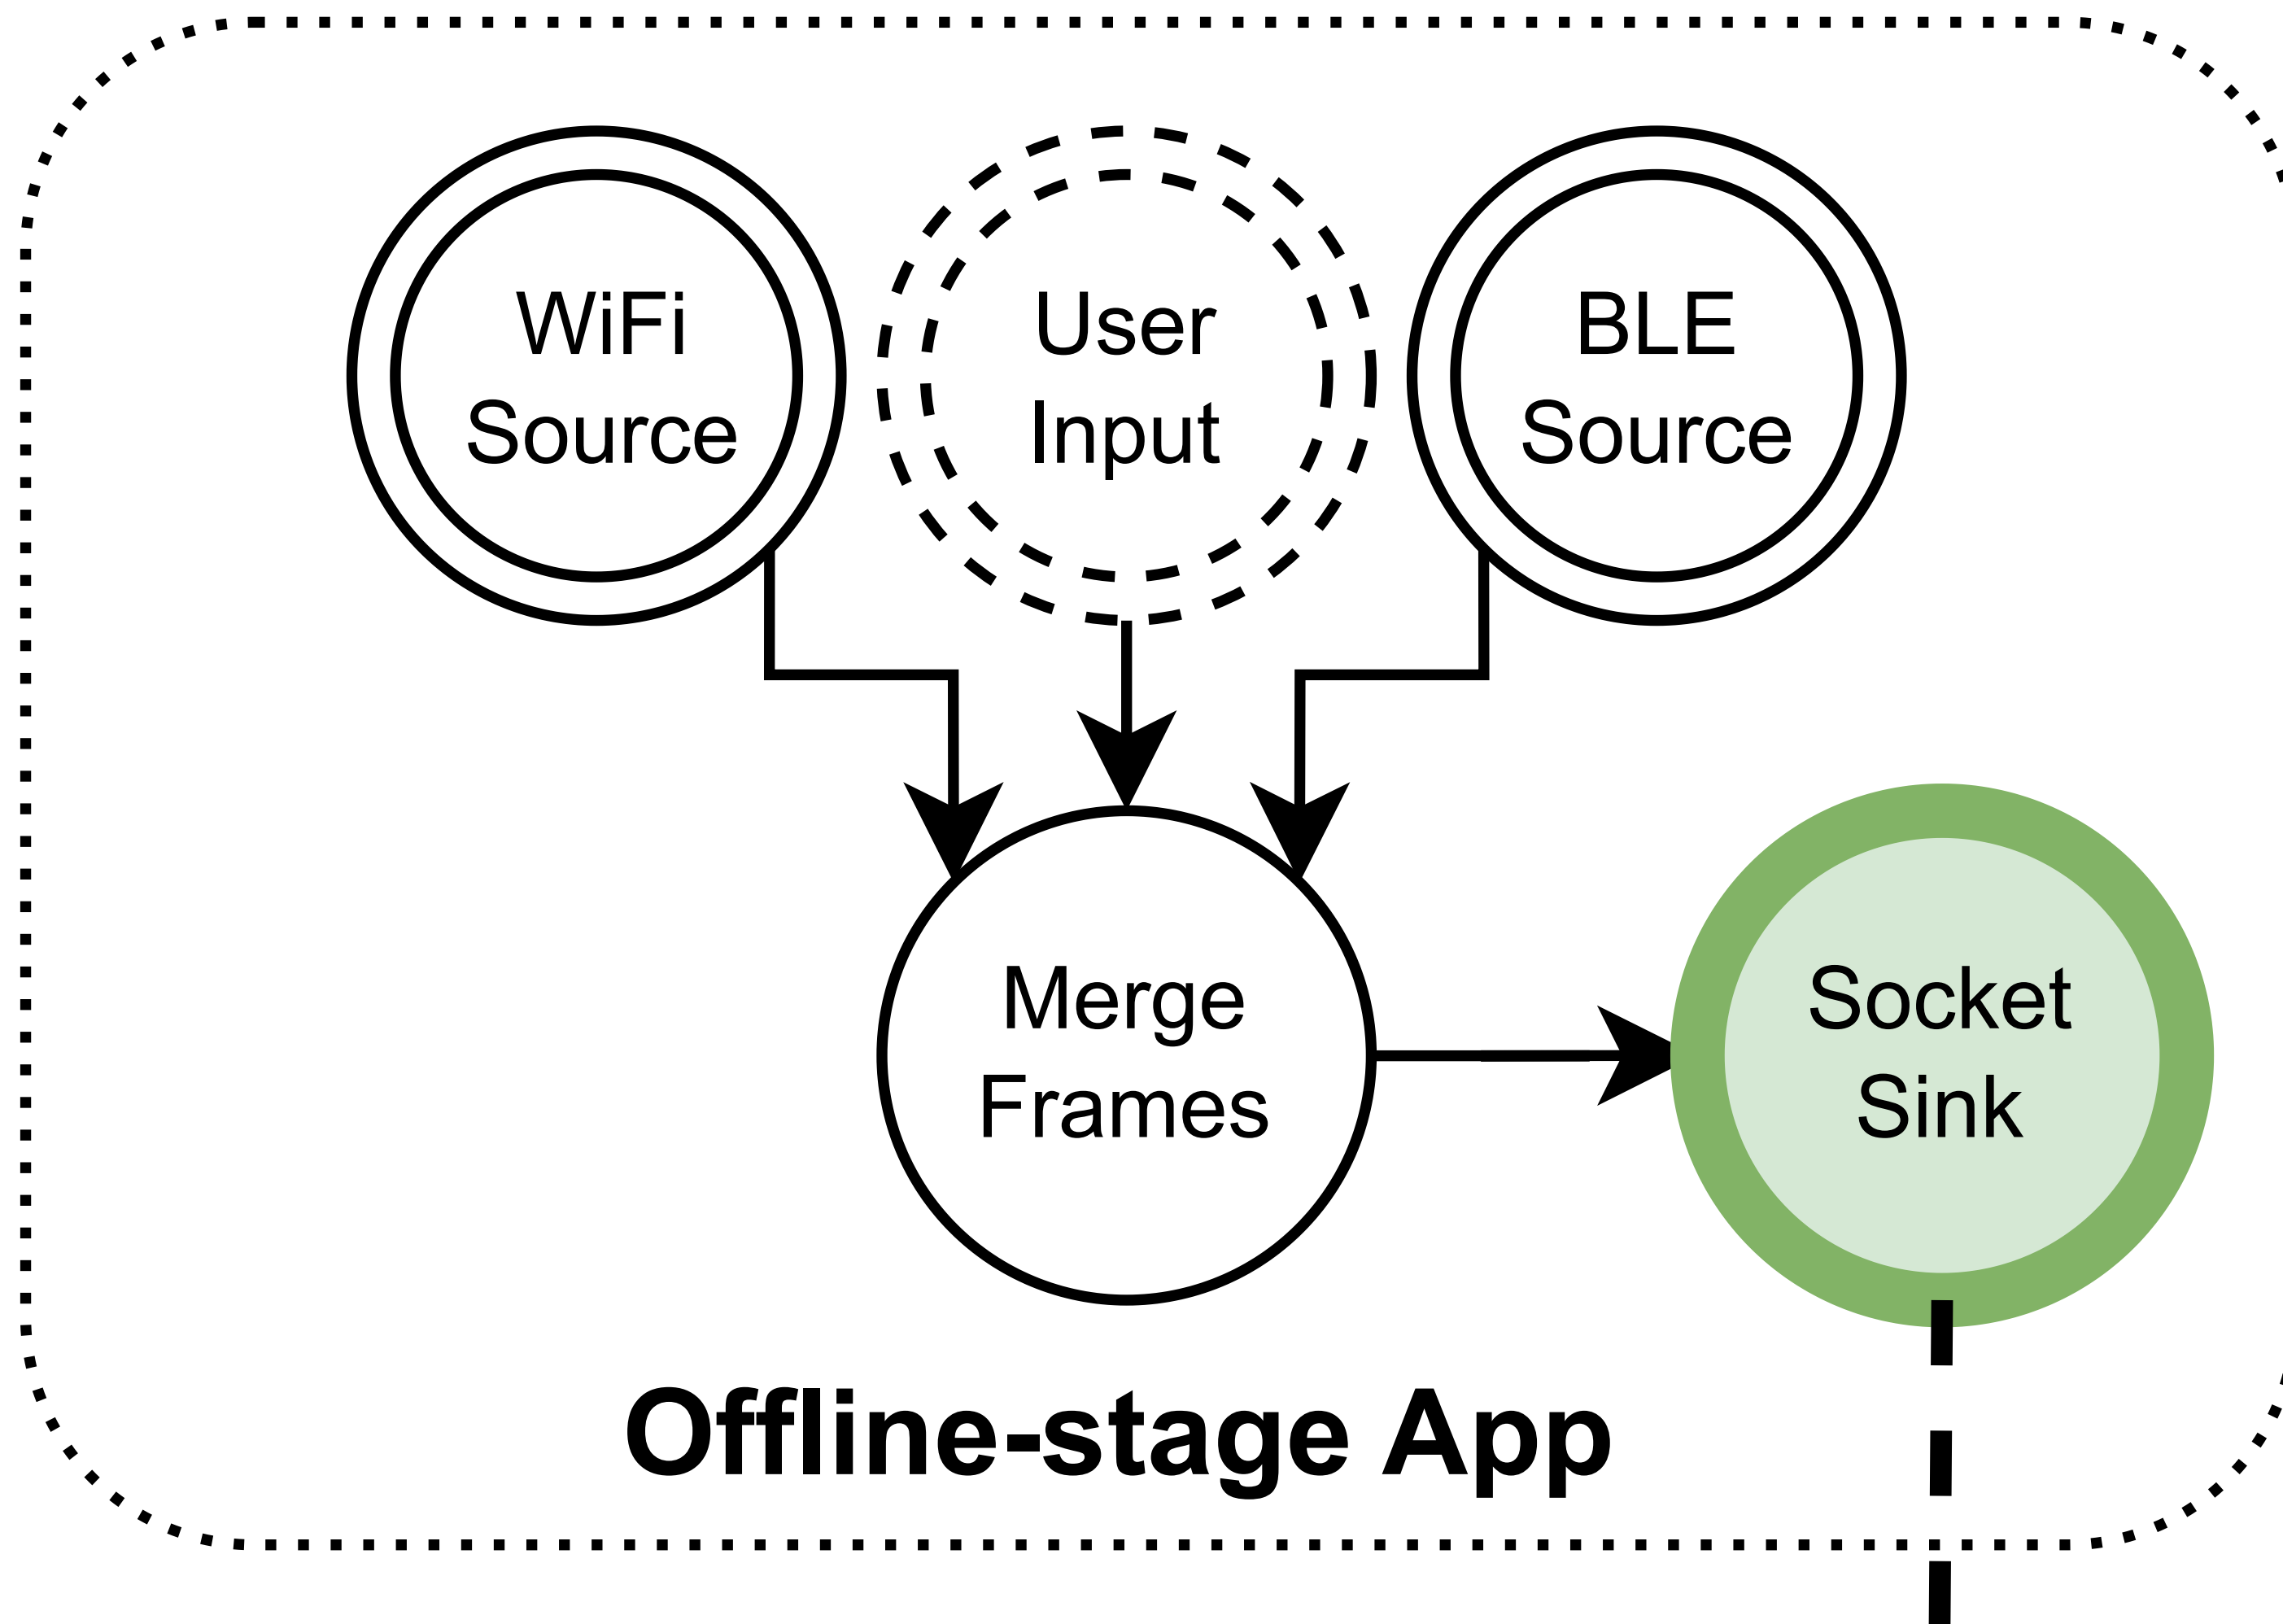 WiFi
Source
User
Input
BLE
Source
Merge
Frames
Socket
Sink
Offline-stage App